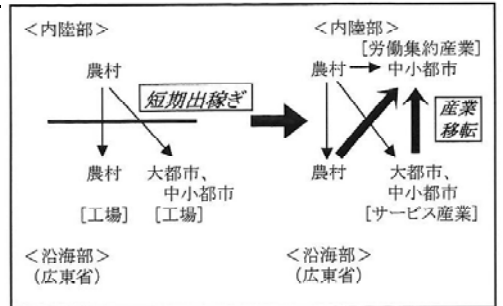 ＜内陸部＞
農村
短期出稼ぎ
農村
大都市、
中小都市
[工場]
[工場]
＜沿海部＞
（広東省）
＜内陸部＞
[労働集約産業]
農村
中小都市
産業
移転
農村
大都市、
中小都市
[サービス産業]
＜沿海部＞
（広東省）